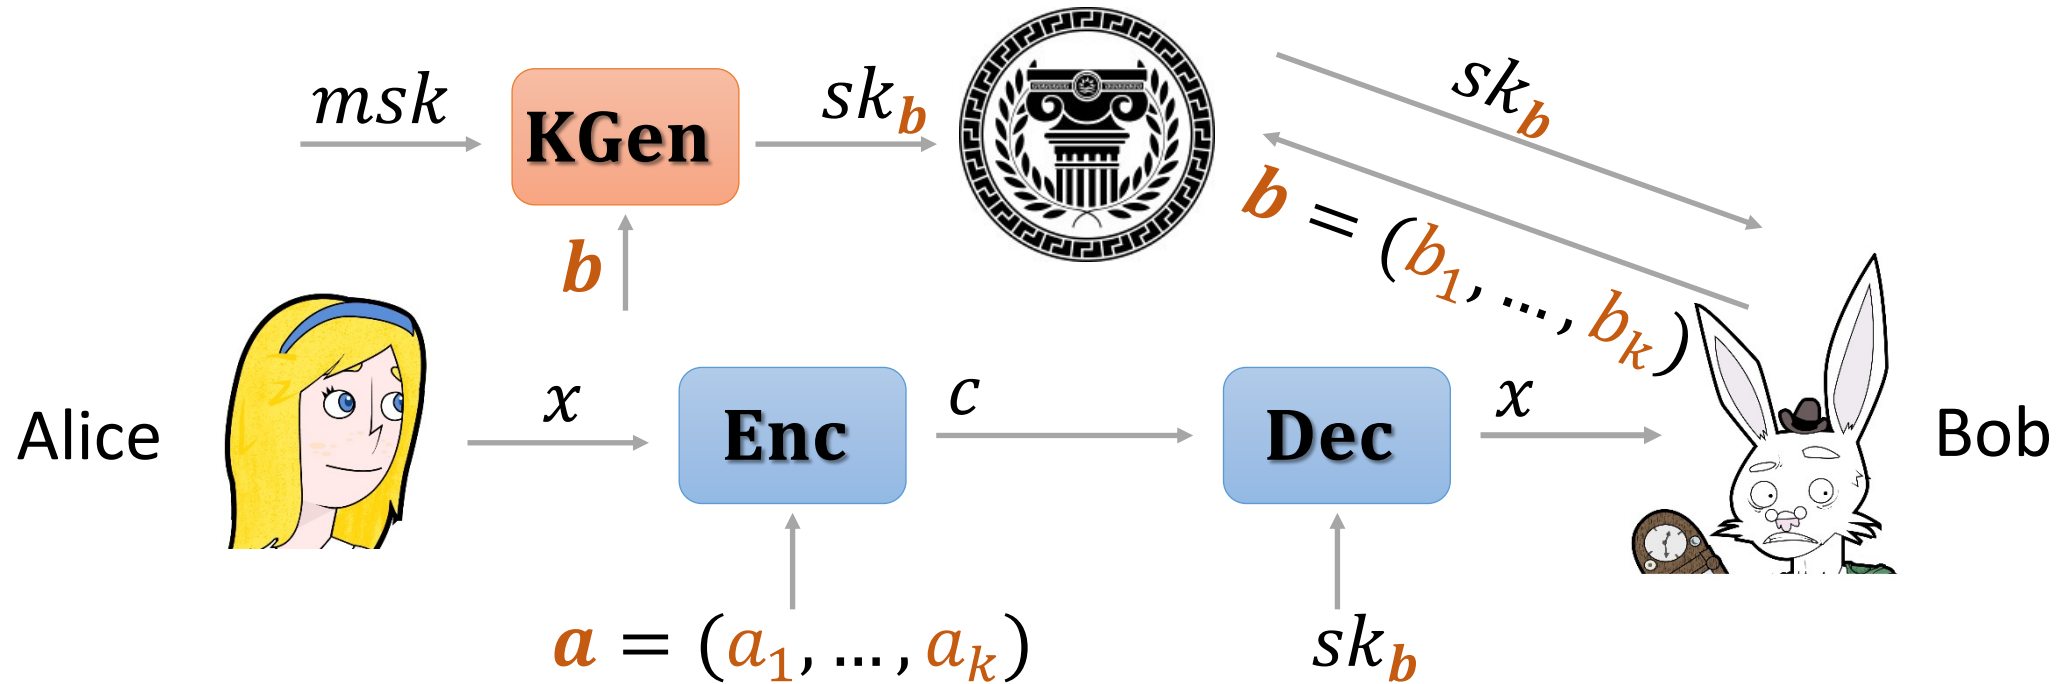 msk
KGen
sk_b
sk_b
b = (b_1, ..., b_k)
b
Alice
x
Enc
c
Dec
x
Bob
a = (a_1, ..., a_k)
sk_b